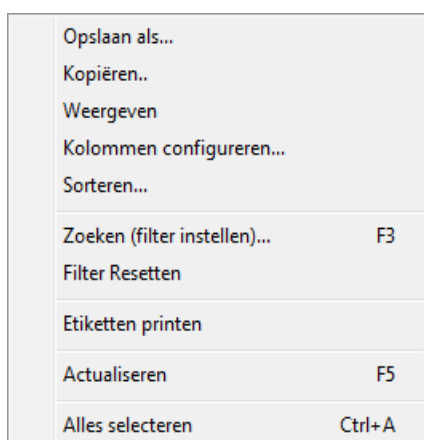 Opslaan als...
Kopiëren..
Weergeven
Kolommen configureren...
Sorteren...
Zoeken (filter instellen)... F3
Filter Resetten
Etiketten printen
Actualiseren F5
Alles selecteren Ctrl+A